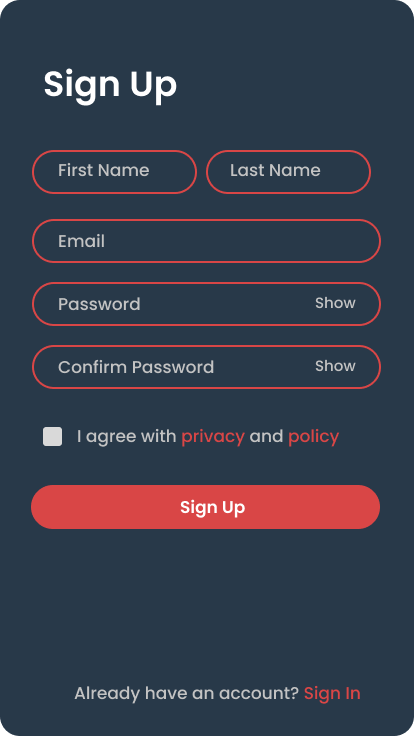 Sign Up
First Name Last Name
Email
Password Show
Confirm Password Show
I agree with privacy and policy
Sign Up
Already have an account? Sign In